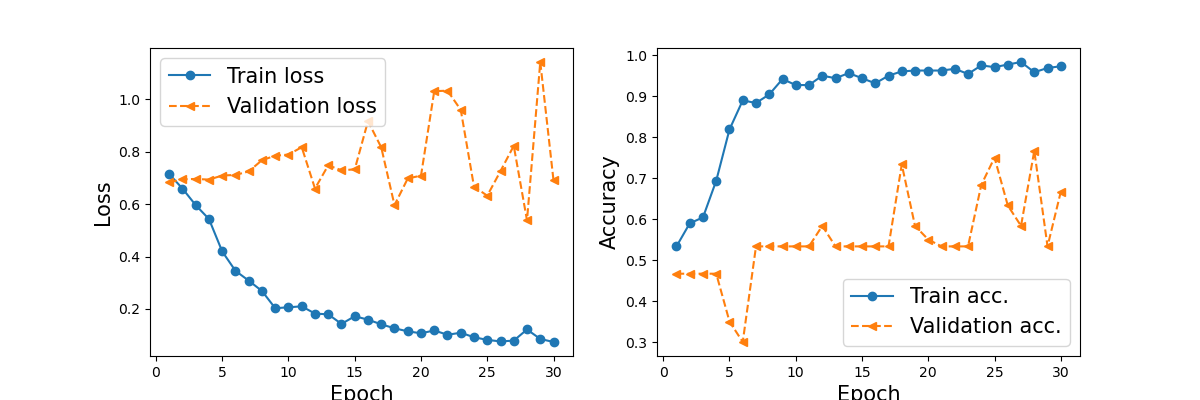 Train loss
Validation loss
Loss
1.0
0.8
0.6
0.4
0.2
0 5 10 15 20 25 30
Epoch
Accuracy
1.0
0.9
0.8
0.7
0.6
0.5
0.4
0.3
Train acc.
Validation acc.
0 5 10 15 20 25 30
Epoch